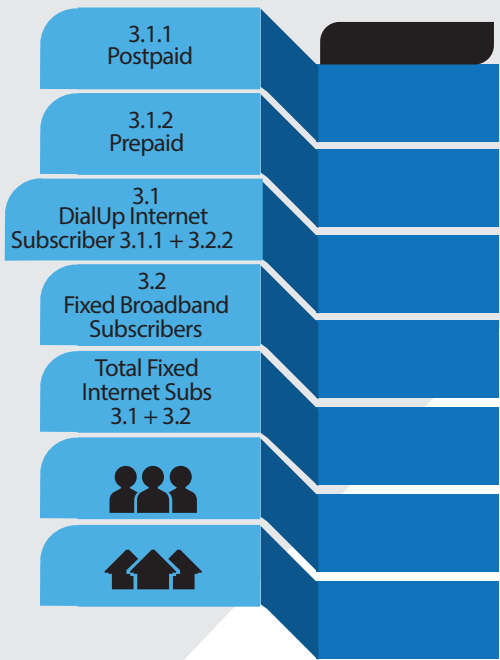 3.1.1
Postpaid
3.1.2
Prepaid
3.1
DialUp Internet
Subscriber 3.1.1 + 3.2.2
3.2
Fixed Broadband
Subscribers
Total Fixed
Internet Subs
3.1 + 3.2